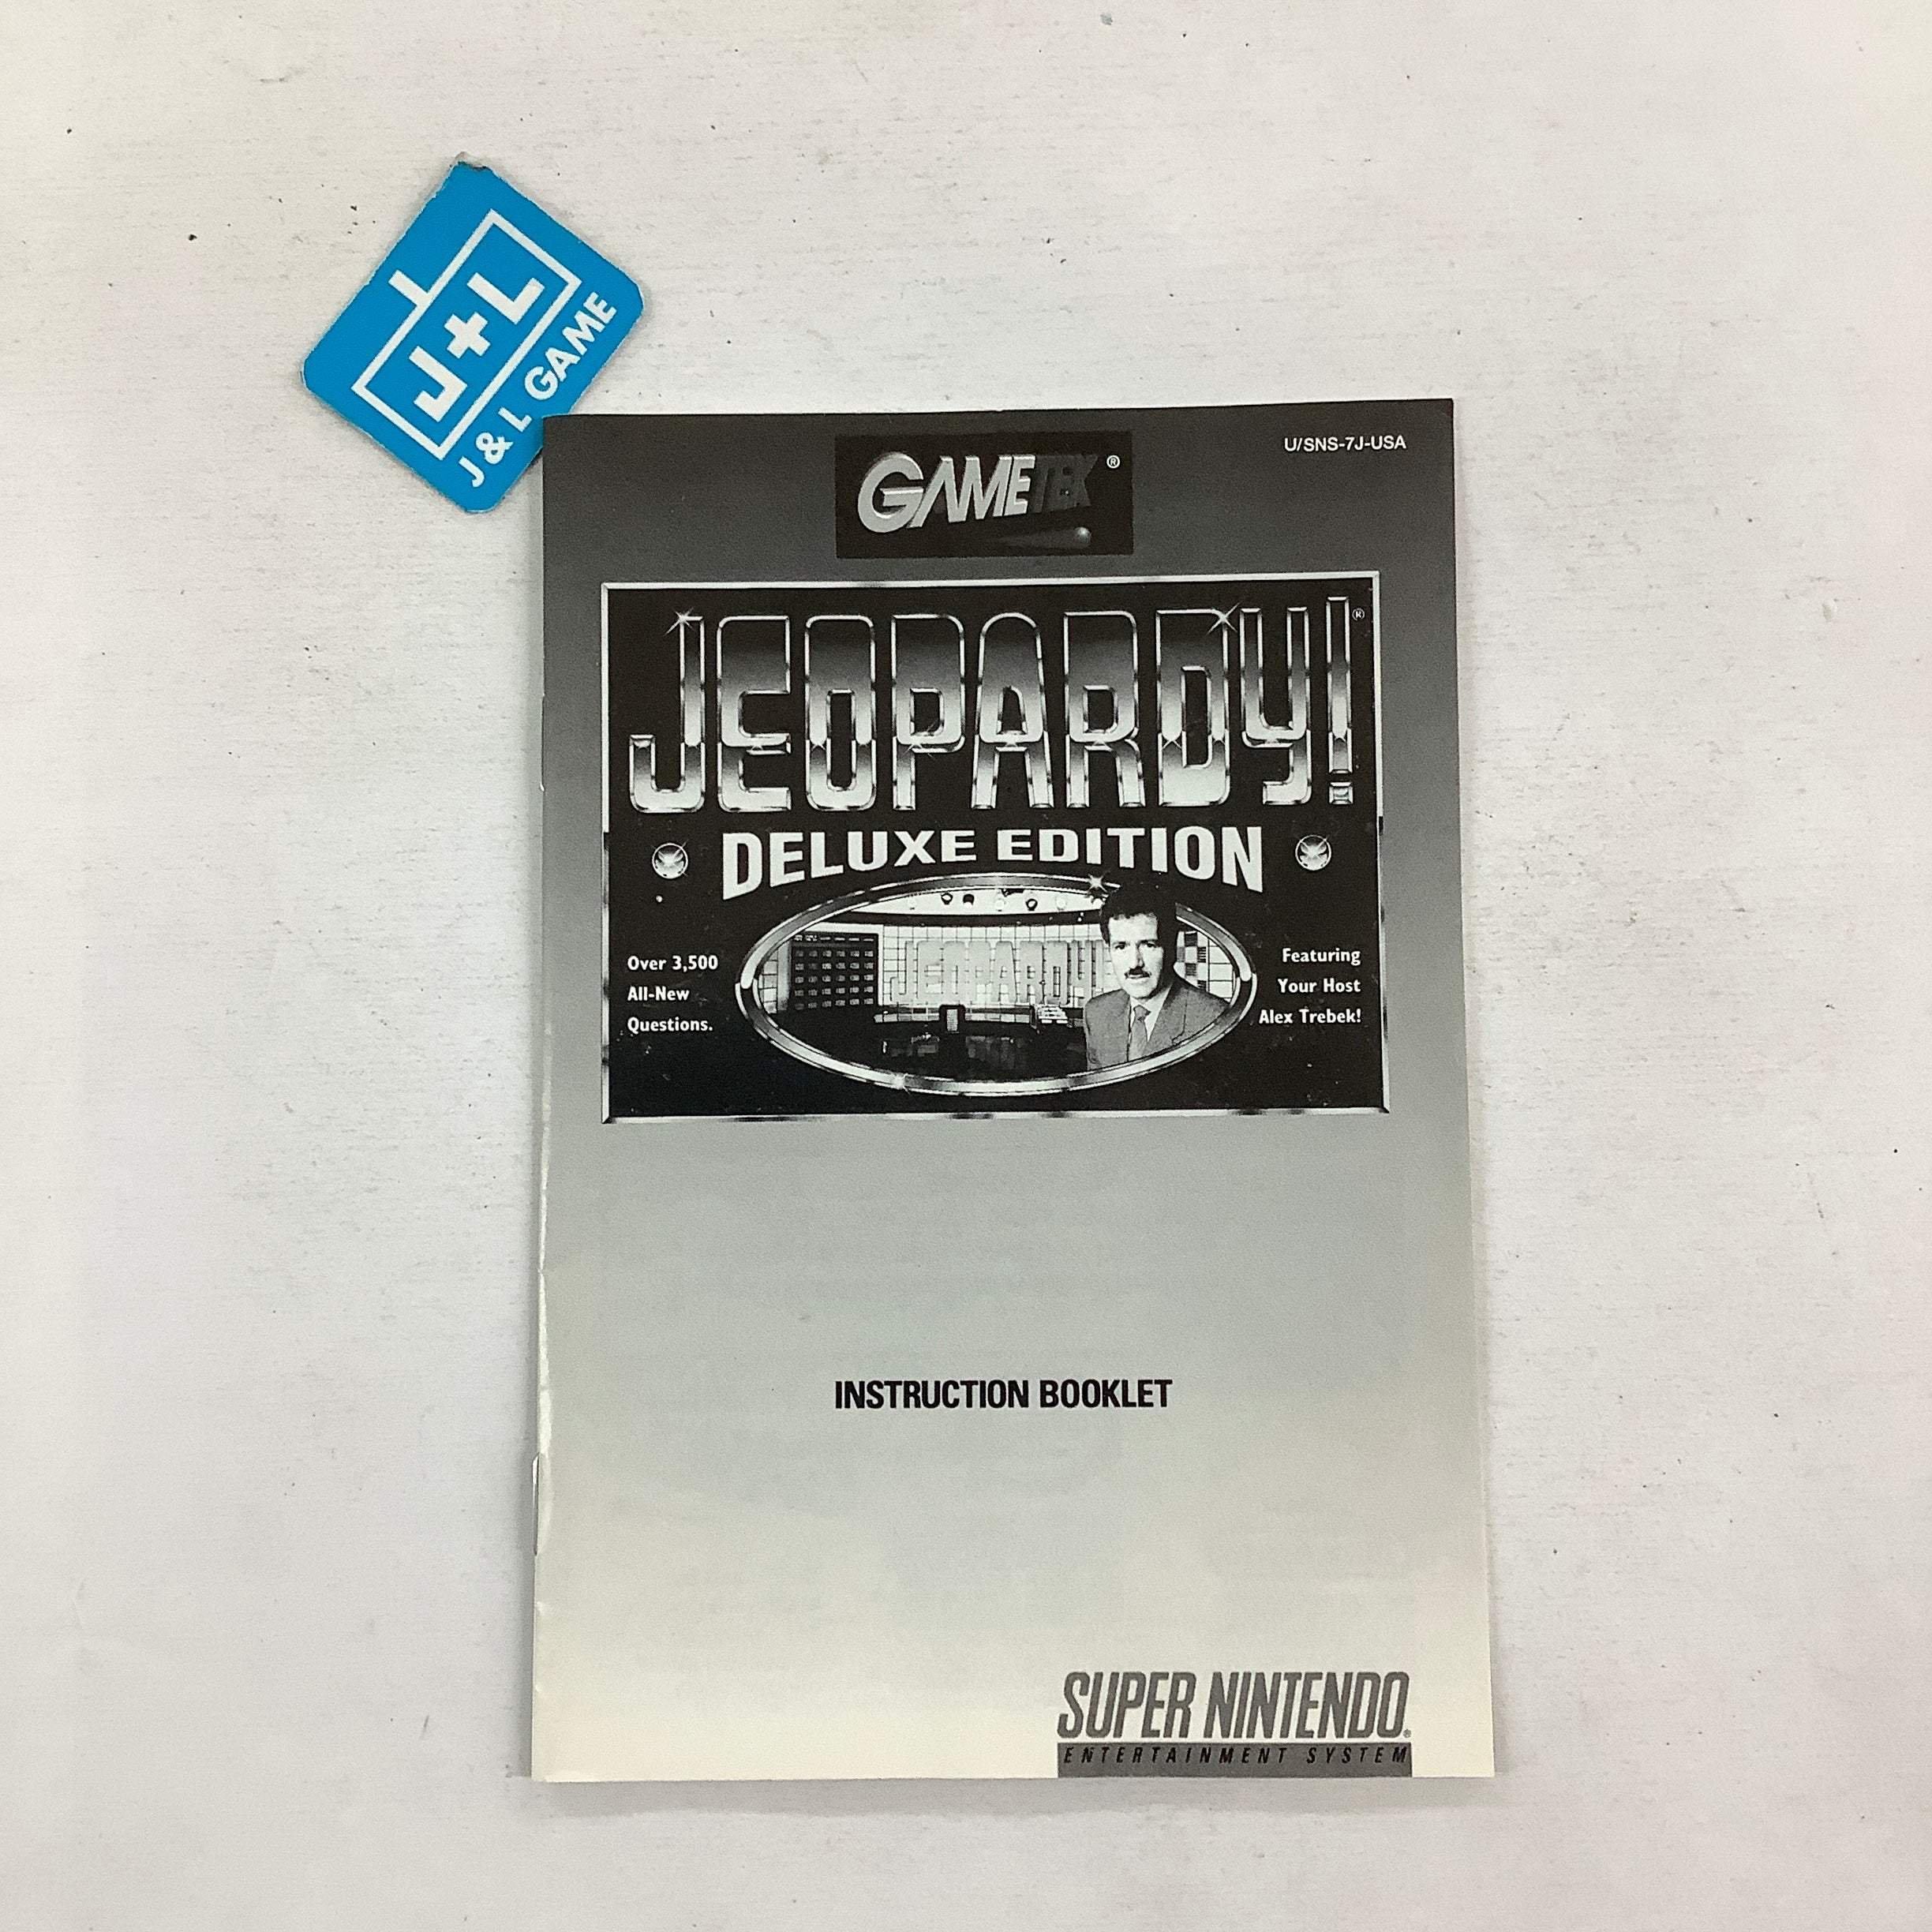 J+L
J & L GAME
GAMETEK®
U/SNS-7J-USA
JEOPARDY!®
DELUXE EDITION
JEOPARDY!
Over 3,500
All-New
Questions.
Featuring
Your Host
Alex Trebek!
INSTRUCTION BOOKLET
SUPER NINTENDO®
ENTERTAINMENT SYSTEM